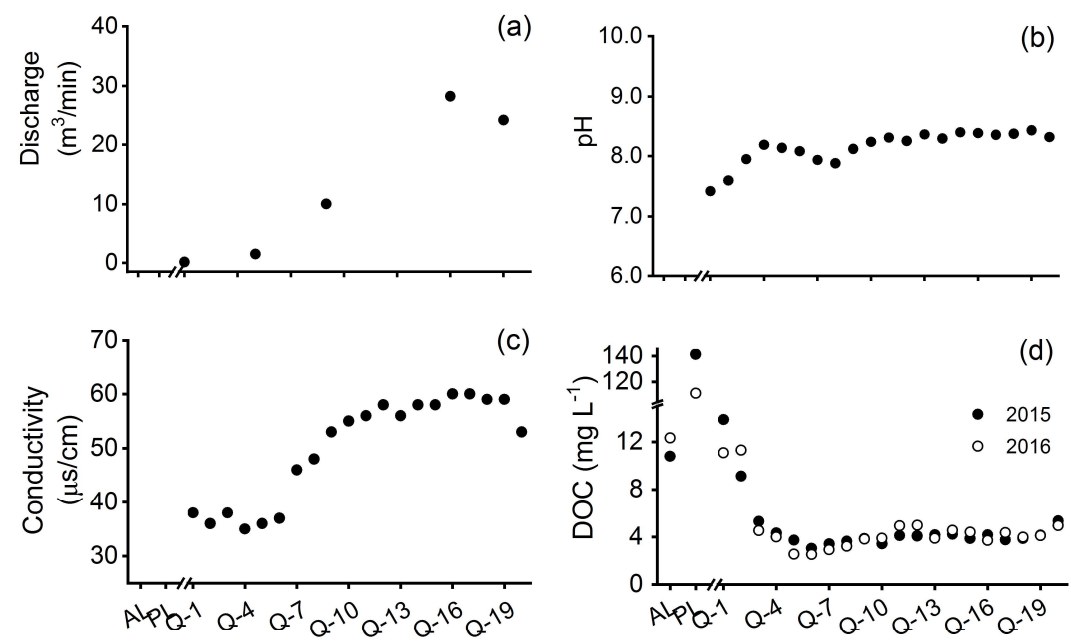 (a)
40
30
20
10
0
Discharge
(m³/min)
(b)
10.0
9.0
8.0
7.0
6.0
pH
(c)
70
60
50
40
30
Conductivity
(μs/cm)
AL PL Q-1 Q-4 Q-7 Q-10 Q-13 Q-16 Q-19
(d)
140
120
12
8
4
0
DOC (mg L⁻¹)
2015
2016
AL PL Q-1 Q-4 Q-7 Q-10 Q-13 Q-16 Q-19